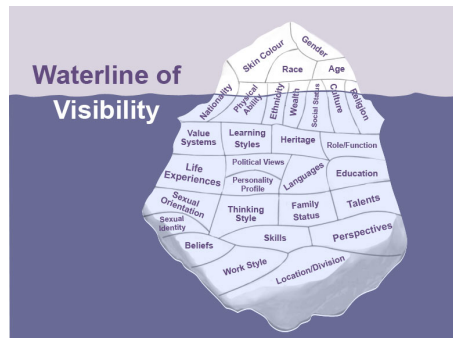 Waterline of
Visibility
Skin Colour
Gender
Race
Age
Nationality
Physical
Ability
Ethnicity
Wealth
Social Status
Culture
Religion
Value
Systems
Learning
Styles
Heritage
Role/Function
Life
Experiences
Political Views
Personality
Profile
Languages
Education
Sexual
Orientation
Sexual
Identity
Thinking
Style
Family
Status
Talents
Beliefs
Skills
Perspectives
Work Style
Location/Division